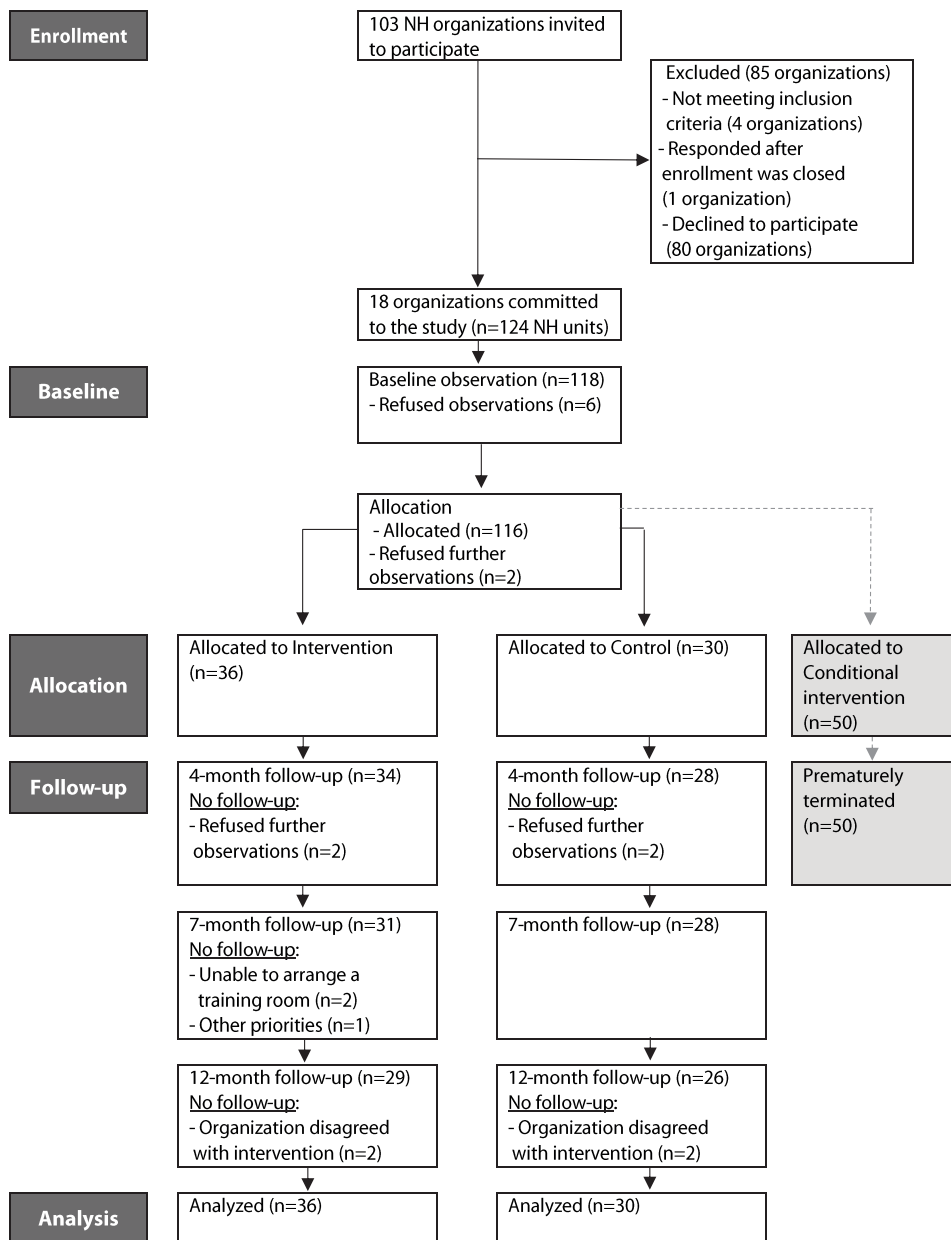 Enrollment
103 NH organizations invited
to participate
Excluded (85 organizations)
- Not meeting inclusion
criteria (4 organizations)
- Responded after
enrollment was closed
(1 organization)
- Declined to participate
(80 organizations)
18 organizations committed
to the study (n=124 NH units)
Baseline
Baseline observation (n=118)
- Refused observations (n=6)
Allocation
- Allocated (n=116)
- Refused further
observations (n=2)
Allocation
Allocated to Intervention
(n=36)
Allocated to Control (n=30)
Allocated to
Conditional
intervention
(n=50)
Follow-up
4-month follow-up (n=34)
No follow-up:
- Refused further
observations (n=2)
4-month follow-up (n=28)
No follow-up:
- Refused further
observations (n=2)
Prematurely
terminated
(n=50)
7-month follow-up (n=31)
No follow-up:
- Unable to arrange a
training room (n=2)
- Other priorities (n=1)
7-month follow-up (n=28)
12-month follow-up (n=29)
No follow-up:
- Organization disagreed
with intervention (n=2)
12-month follow-up (n=26)
No follow-up:
- Organization disagreed
with intervention (n=2)
Analysis
Analyzed (n=36)
Analyzed (n=30)